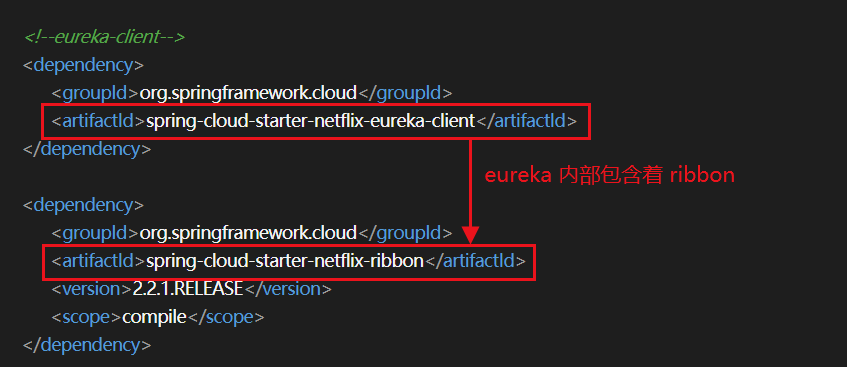 <!--eureka-client-->
<dependency>
<groupId>org.springframework.cloud</groupId>
<artifactId>spring-cloud-starter-netflix-eureka-client</artifactId>
</dependency>
eureka 内部包含着 ribbon
<dependency>
<groupId>org.springframework.cloud</groupId>
<artifactId>spring-cloud-starter-netflix-ribbon</artifactId>
<version>2.2.1.RELEASE</version>
<scope>compile</scope>
</dependency>